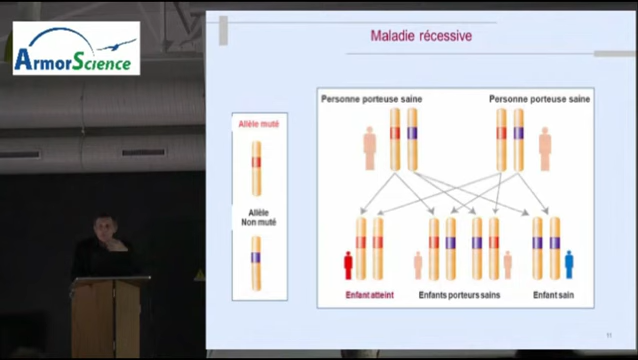 ArmorScience
Maladie récessive
Personne porteuse saine
Personne porteuse saine
Allèle muté
Allèle
Non muté
Enfant atteint
Enfants porteurs sains
Enfant sain
11